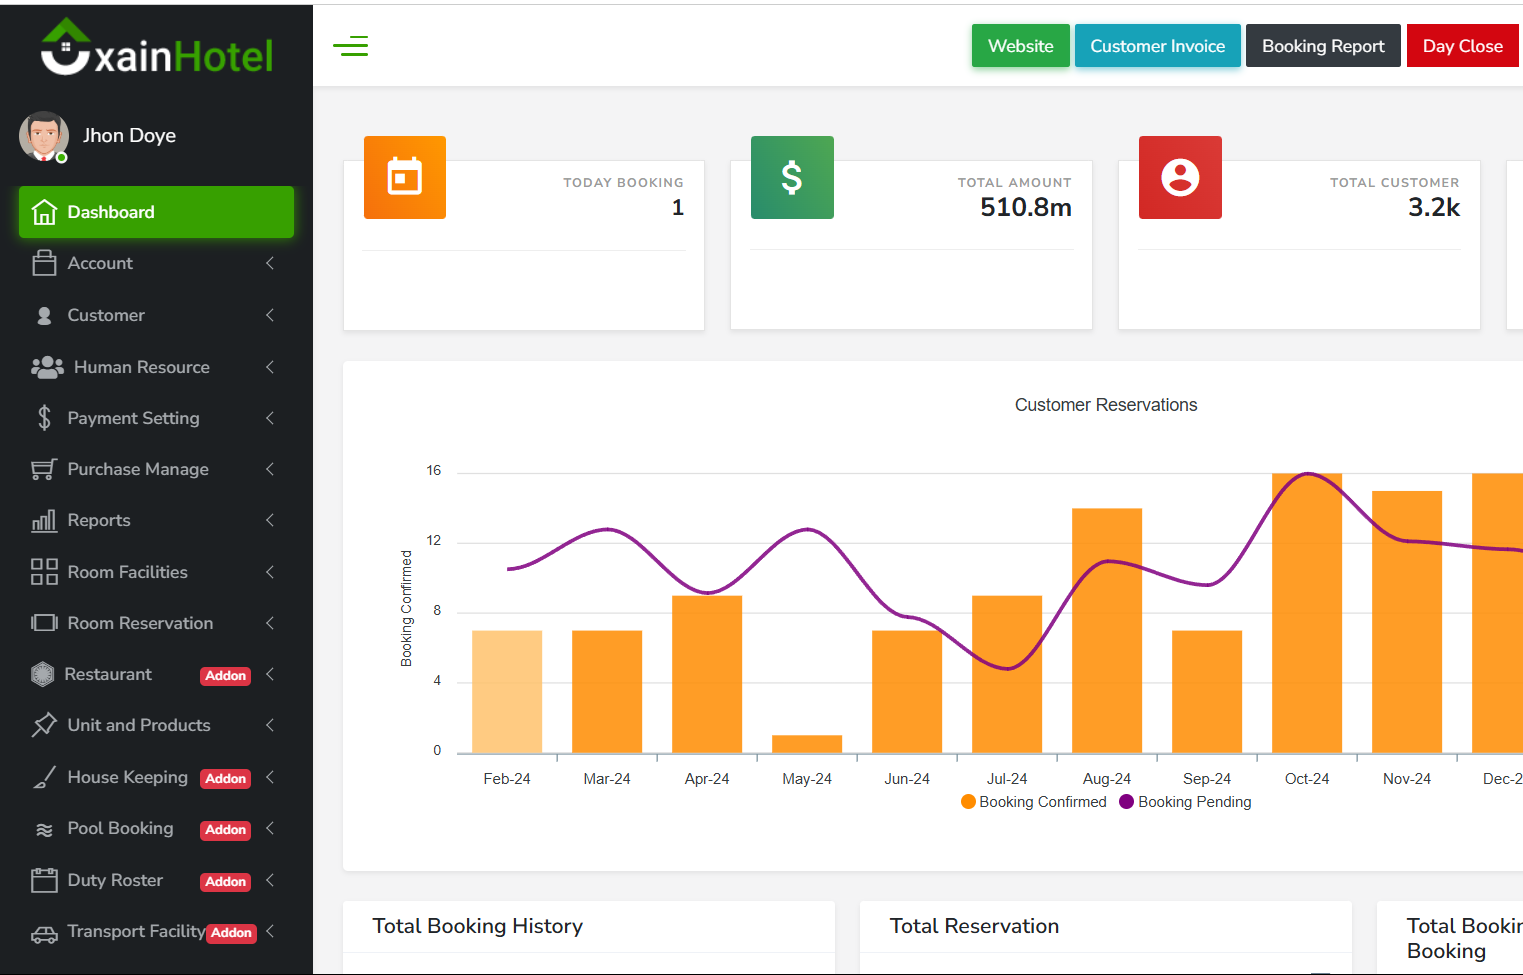 xainHotel
Website
Customer Invoice
Booking Report
Day Close
Jhon Doye
Dashboard
Account
Customer
Human Resource
Payment Setting
Purchase Manage
Reports
Room Facilities
Room Reservation
Restaurant Addon
Unit and Products
House Keeping Addon
Pool Booking Addon
Duty Roster Addon
Transport Facility Addon
TODAY BOOKING
1
TOTAL AMOUNT
510.8m
TOTAL CUSTOMER
3.2k
Customer Reservations
Booking Confirmed
16
12
8
4
0
Feb-24 Mar-24 Apr-24 May-24 Jun-24 Jul-24 Aug-24 Sep-24 Oct-24 Nov-24 Dec-2
Booking Confirmed Booking Pending
Total Booking History
Total Reservation
Total Bookin
Booking